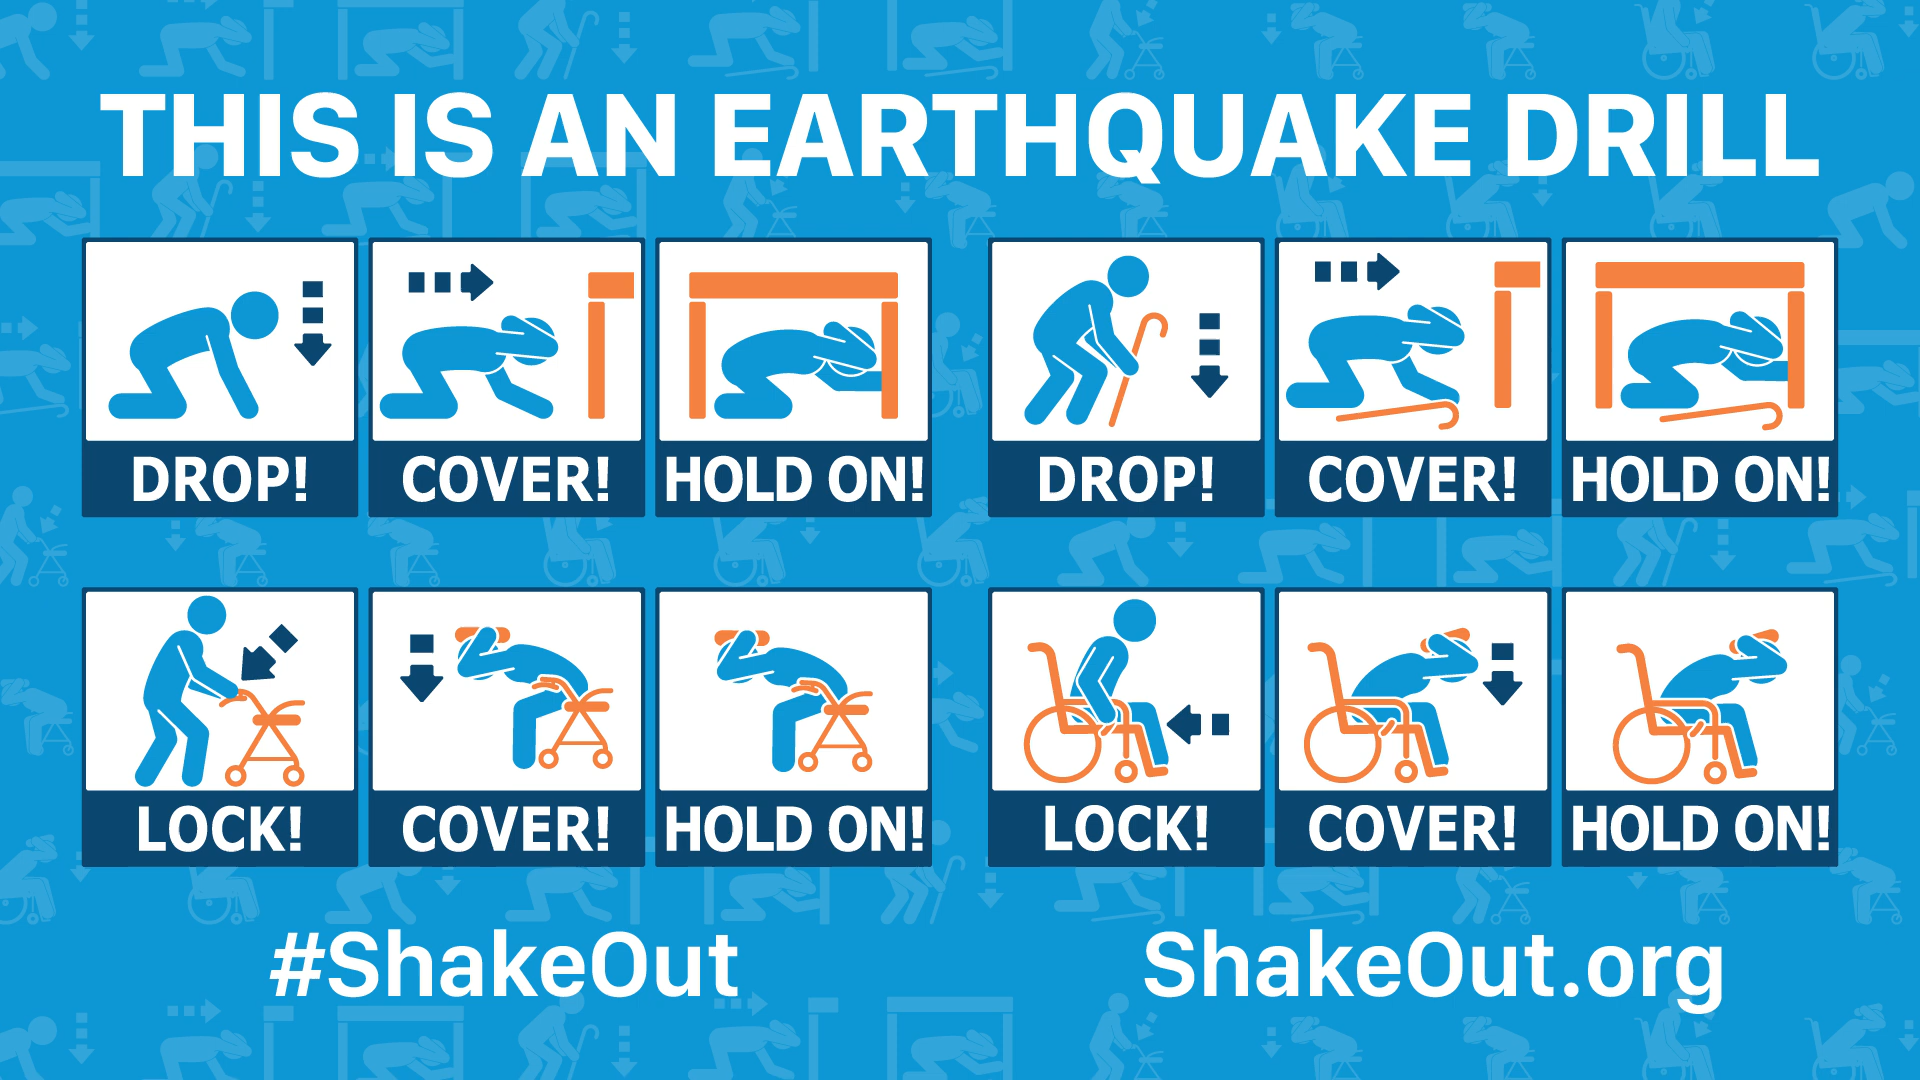 THIS IS AN EARTHQUAKE DRILL
DROP!
COVER!
HOLD ON!
DROP!
COVER!
HOLD ON!
LOCK!
COVER!
HOLD ON!
LOCK!
COVER!
HOLD ON!
#ShakeOut
ShakeOut.org